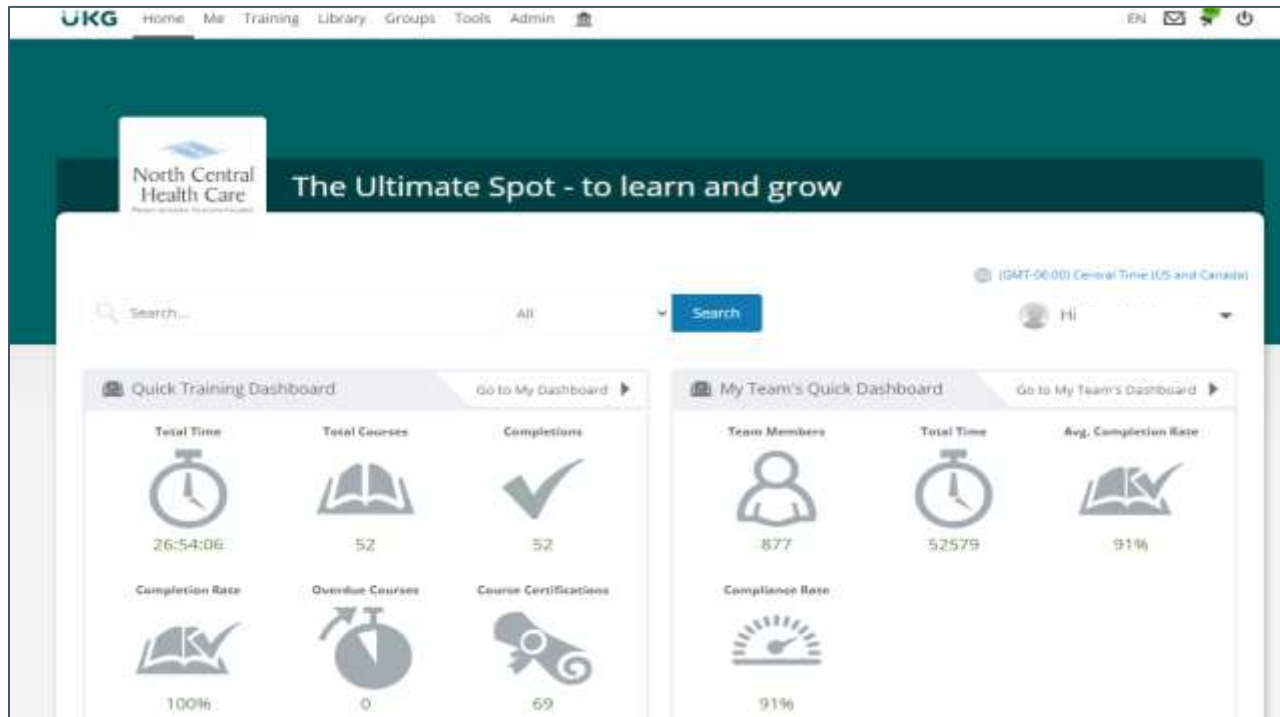 UKG Home Me Training Library Groups Tools Admin EN
North Central
Health Care
The Ultimate Spot - to learn and grow
(GMT-06:00) Central Time (US and Canada)
Search... All Search Hi
Quick Training Dashboard Go to My Dashboard
Total Time Total Courses Completions
26:54:06 52 52
Completion Rate Overdue Courses Course Certifications
100% 0 69
My Team's Quick Dashboard Go to My Team's Dashboard
Team Members Total Time Avg. Completion Rate
877 52579 91%
Compliance Rate
91%